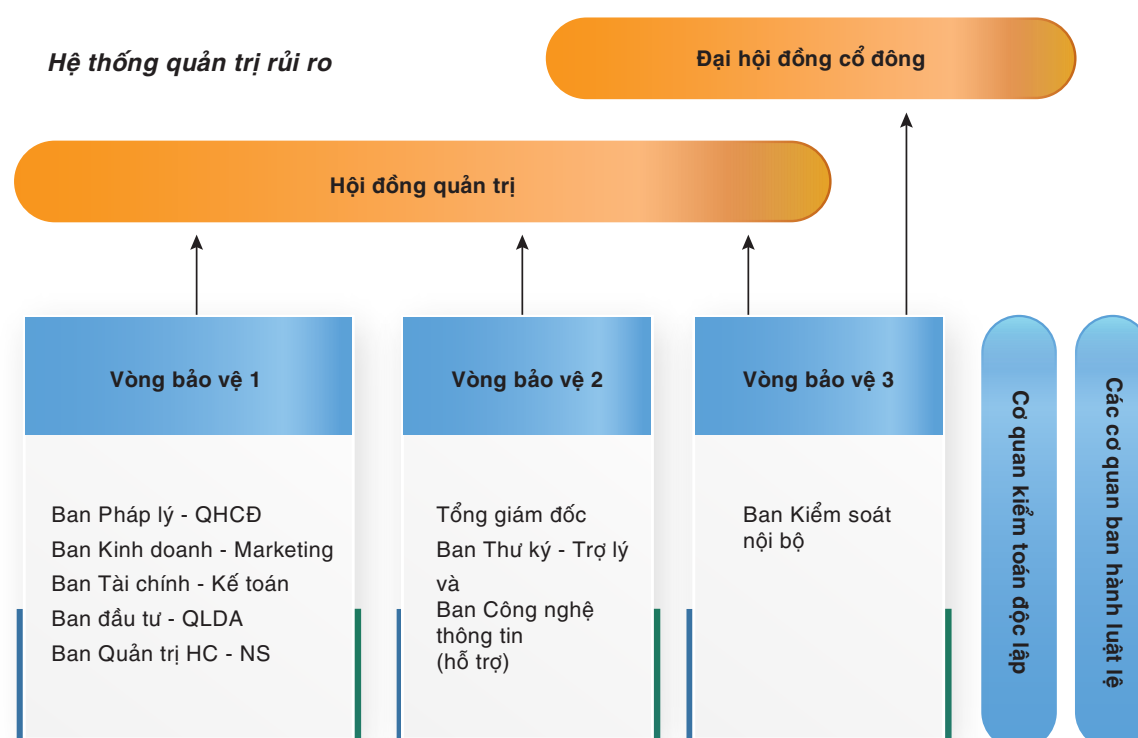 Hệ thống quản trị rủi ro
Đại hội đồng cổ đông
Hội đồng quản trị
Vòng bảo vệ 1
Ban Pháp lý - QHCĐ
Ban Kinh doanh - Marketing
Ban Tài chính - Kế toán
Ban đầu tư - QLDA
Ban Quản trị HC - NS
Vòng bảo vệ 2
Tổng giám đốc
Ban Thư ký - Trợ lý
và
Ban Công nghệ
thông tin
(hỗ trợ)
Vòng bảo vệ 3
Ban Kiểm soát
nội bộ
Cơ quan kiểm toán độc lập
Các cơ quan ban hành luật lệ